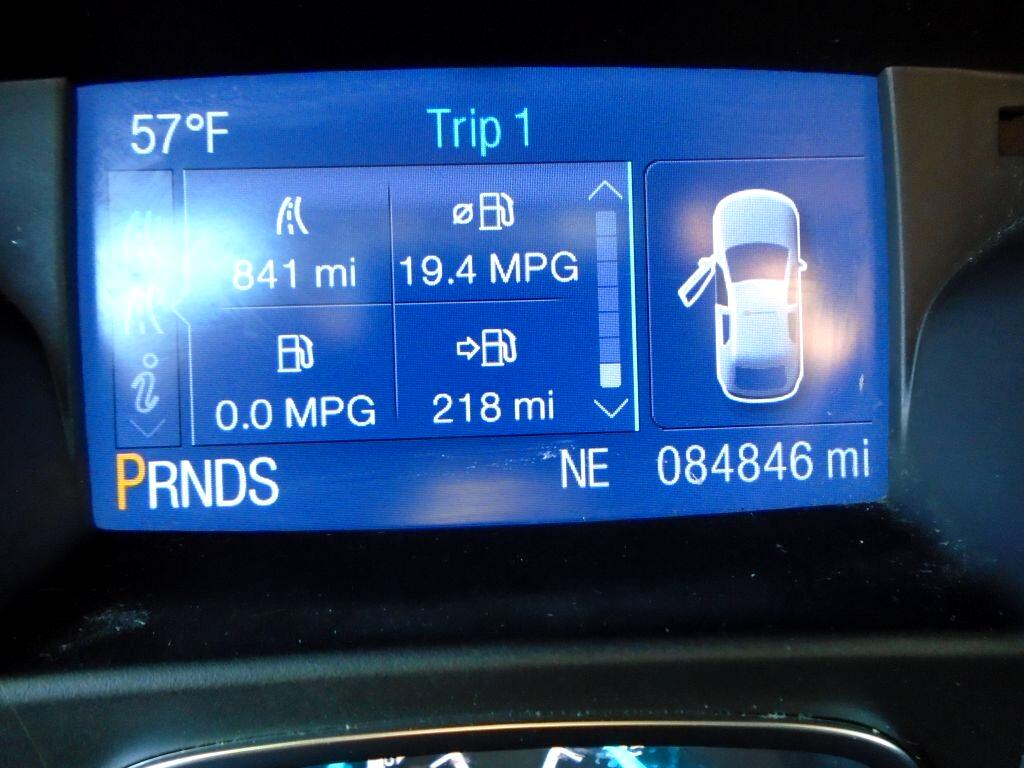 57°F Trip 1
841 mi 19.4 MPG
0.0 MPG 218 mi
PRNDS NE 084846 mi